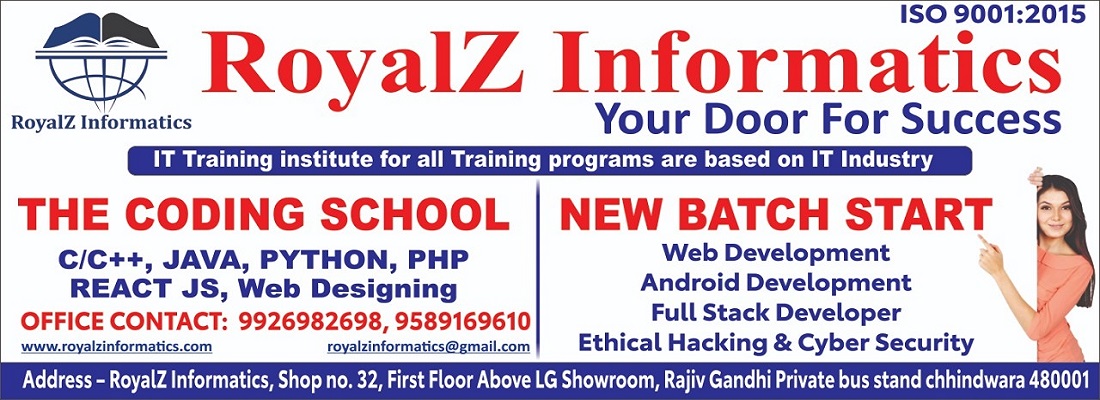 ISO 9001:2015
RoyalZ Informatics
RoyalZ Informatics
Your Door For Success
IT Training institute for all Training programs are based on IT Industry
THE CODING SCHOOL
C/C++, JAVA, PYTHON, PHP
REACT JS, Web Designing
OFFICE CONTACT: 9926982698, 9589169610
www.royalzinformatics.com royalzinformatics@gmail.com
NEW BATCH START
Web Development
Android Development
Full Stack Developer
Ethical Hacking & Cyber Security
Address – RoyalZ Informatics, Shop no. 32, First Floor Above LG Showroom, Rajiv Gandhi Private bus stand chhindwara 480001